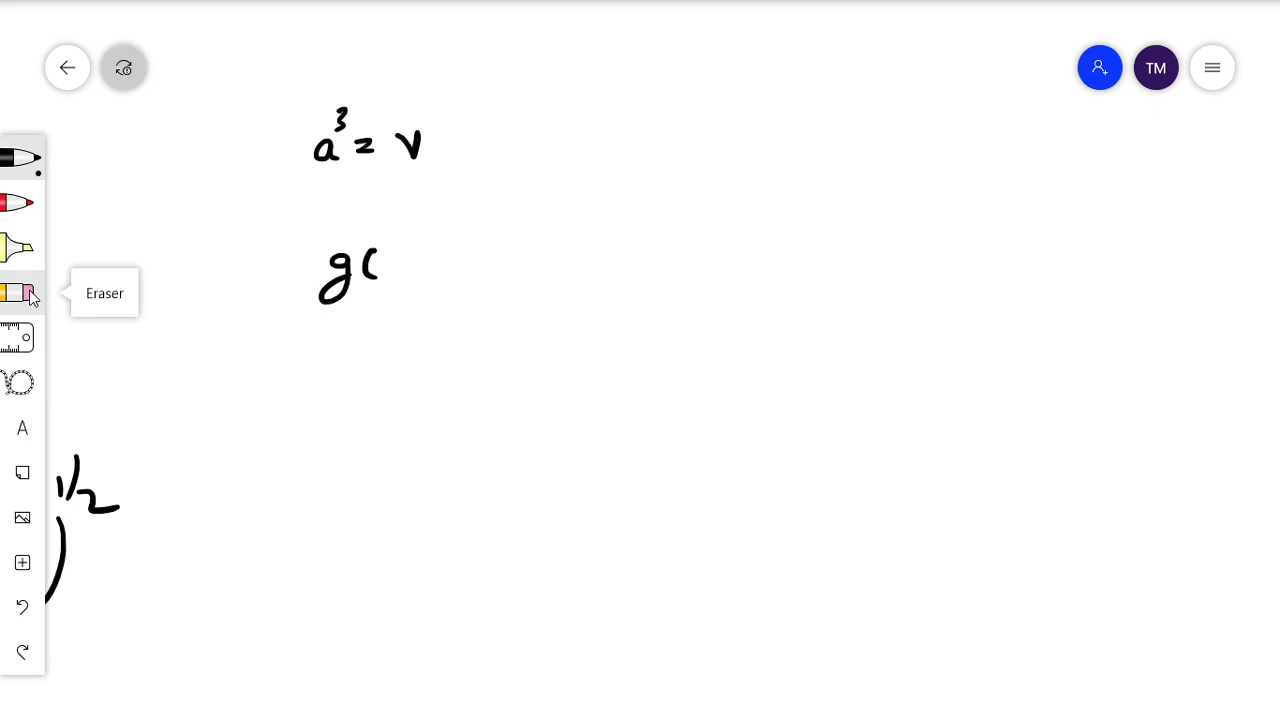 TM
a³ = v
g(
Eraser
A
1/2
)